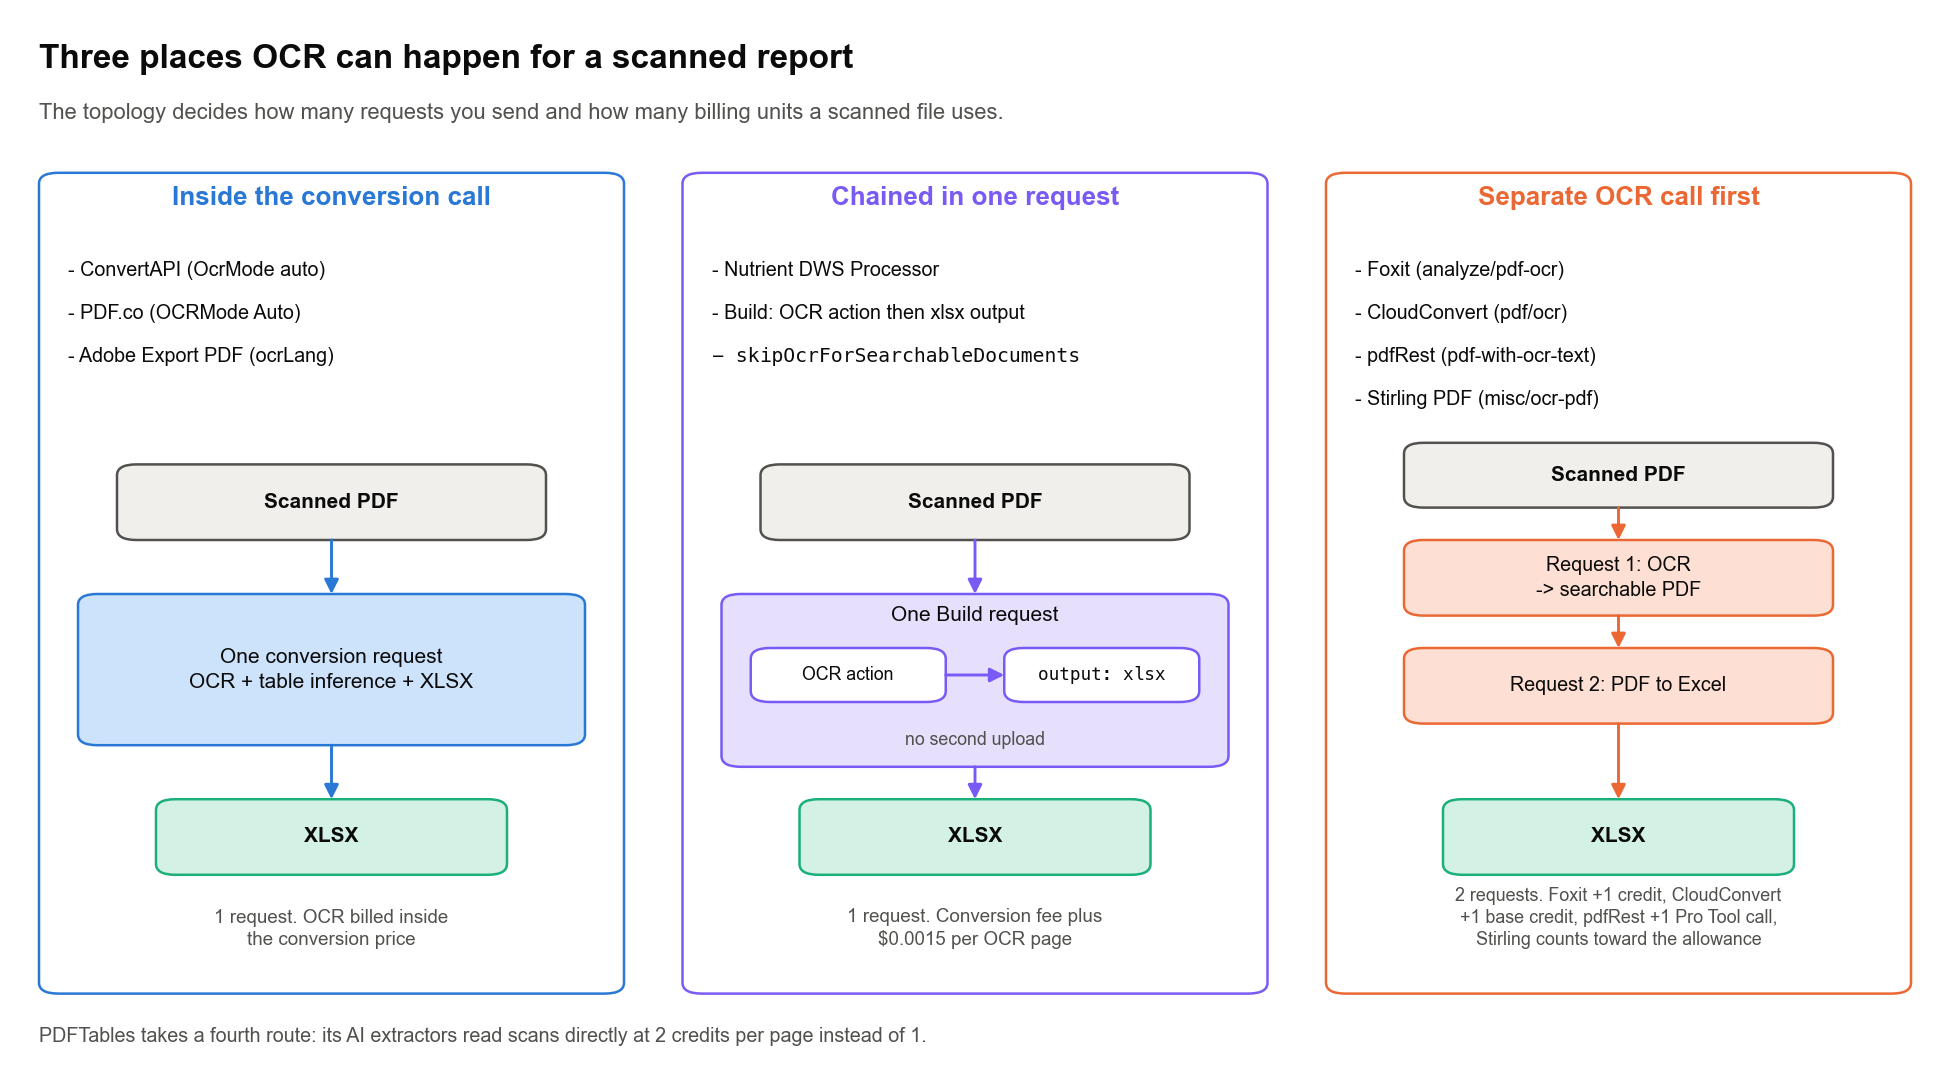 Three places OCR can happen for a scanned report
The topology decides how many requests you send and how many billing units a scanned file uses.
Inside the conversion call
- ConvertAPI (OcrMode auto)
- PDF.co (OCRMode Auto)
- Adobe Export PDF (ocrLang)
Scanned PDF
One conversion request
OCR + table inference + XLSX
XLSX
1 request. OCR billed inside
the conversion price
Chained in one request
- Nutrient DWS Processor
- Build: OCR action then xlsx output
- skipOcrForSearchableDocuments
Scanned PDF
One Build request
OCR action
output: xlsx
no second upload
XLSX
1 request. Conversion fee plus
$0.0015 per OCR page
Separate OCR call first
- Foxit (analyze/pdf-ocr)
- CloudConvert (pdf/ocr)
- pdfRest (pdf-with-ocr-text)
- Stirling PDF (misc/ocr-pdf)
Scanned PDF
Request 1: OCR
-> searchable PDF
Request 2: PDF to Excel
XLSX
2 requests. Foxit +1 credit, CloudConvert
+1 base credit, pdfRest +1 Pro Tool call,
Stirling counts toward the allowance
PDFTables takes a fourth route: its AI extractors read scans directly at 2 credits per page instead of 1.